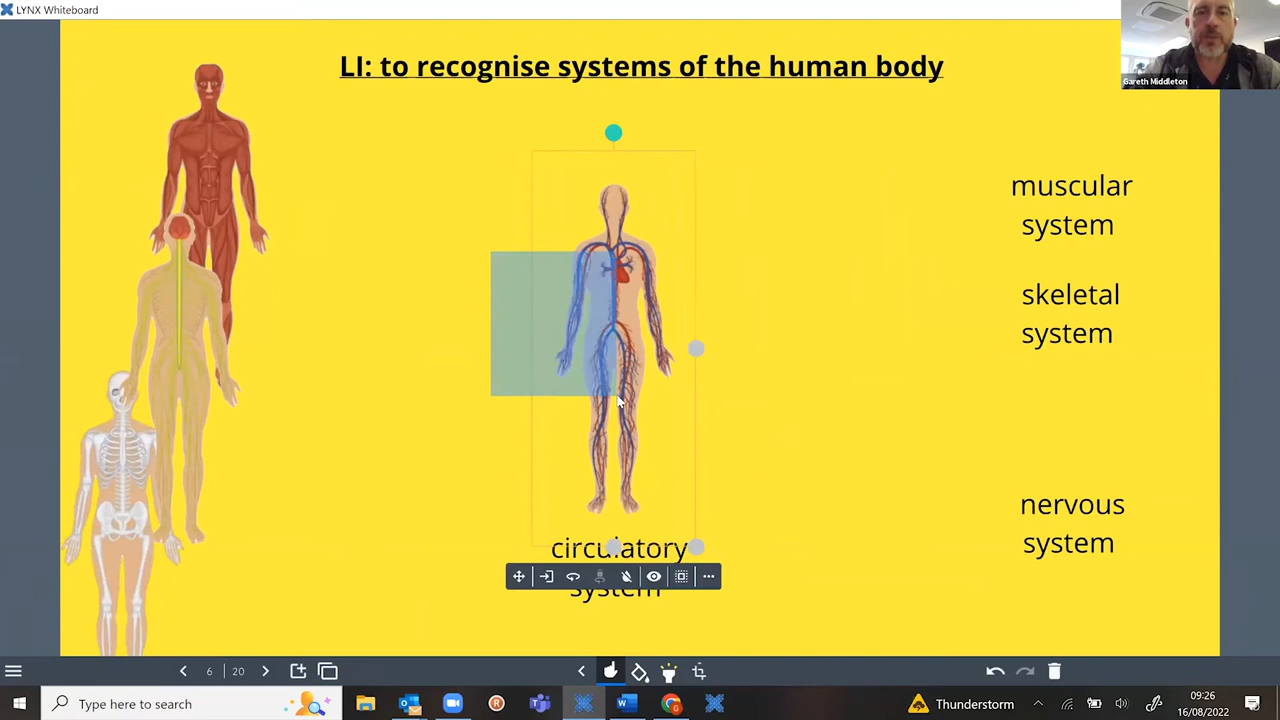 LYNX Whiteboard
LI: to recognise systems of the human body
Gareth Middleton
muscular
system
skeletal
system
circulatory
system
nervous
system
6 | 20
Type here to search
Thunderstorm
09:26
16/08/2022